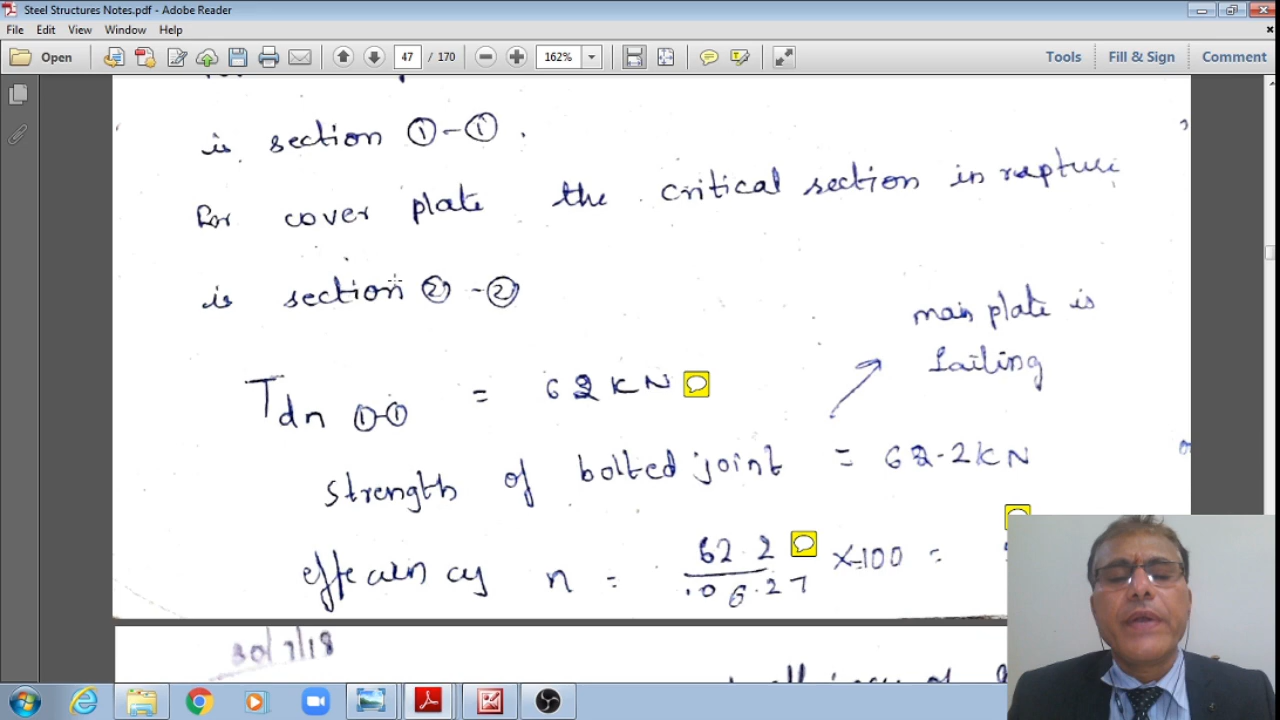 Steel Structures Notes.pdf - Adobe Reader
File Edit View Window Help
Open 47 / 170 162% Tools Fill & Sign Comment
is section ①-① .
For cover plate the critical section in rapture
is section ②-②
main plate is
failing
Tdn ①-① = 62 KN
strength of bolted joint = 62.2 KN
62.2
n = ――― × 100 =
106.27
30/7/18